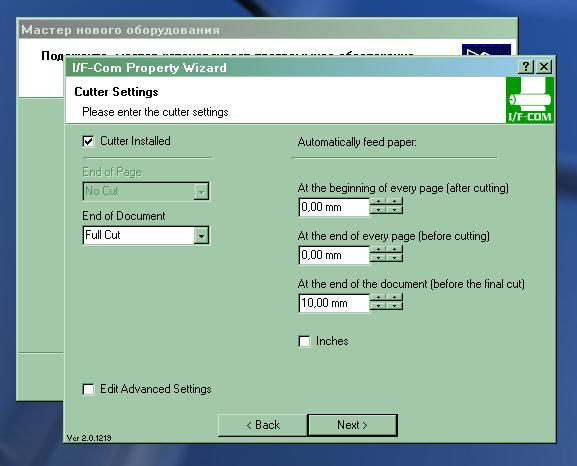 Мастер нового оборудования
I/F-Com Property Wizard
Cutter Settings
Please enter the cutter settings
I/F-COM
Cutter Installed
Automatically feed paper:
End of Page
No Cut
At the beginning of every page (after cutting)
0,00 mm
End of Document
Full Cut
At the end of every page (before cutting)
0,00 mm
At the end of the document (before the final cut)
10,00 mm
Inches
Edit Advanced Settings
< Back
Next >
Ver 2.0.1219